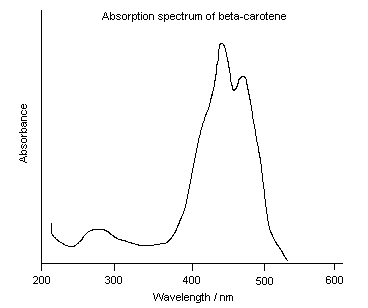 Absorption spectrum of beta-carotene
Absorbance
200 300 400 500 600
Wavelength / nm